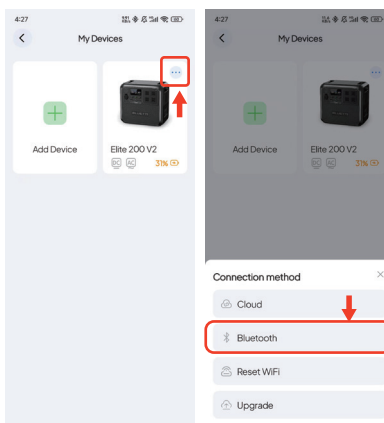 4:27
My Devices
Add Device
Elite 200 V2
DC AC 31%
4:27
My Devices
Add Device
Elite 200 V2
DC AC 31%
Connection method
Cloud
Bluetooth
Reset WiFi
Upgrade